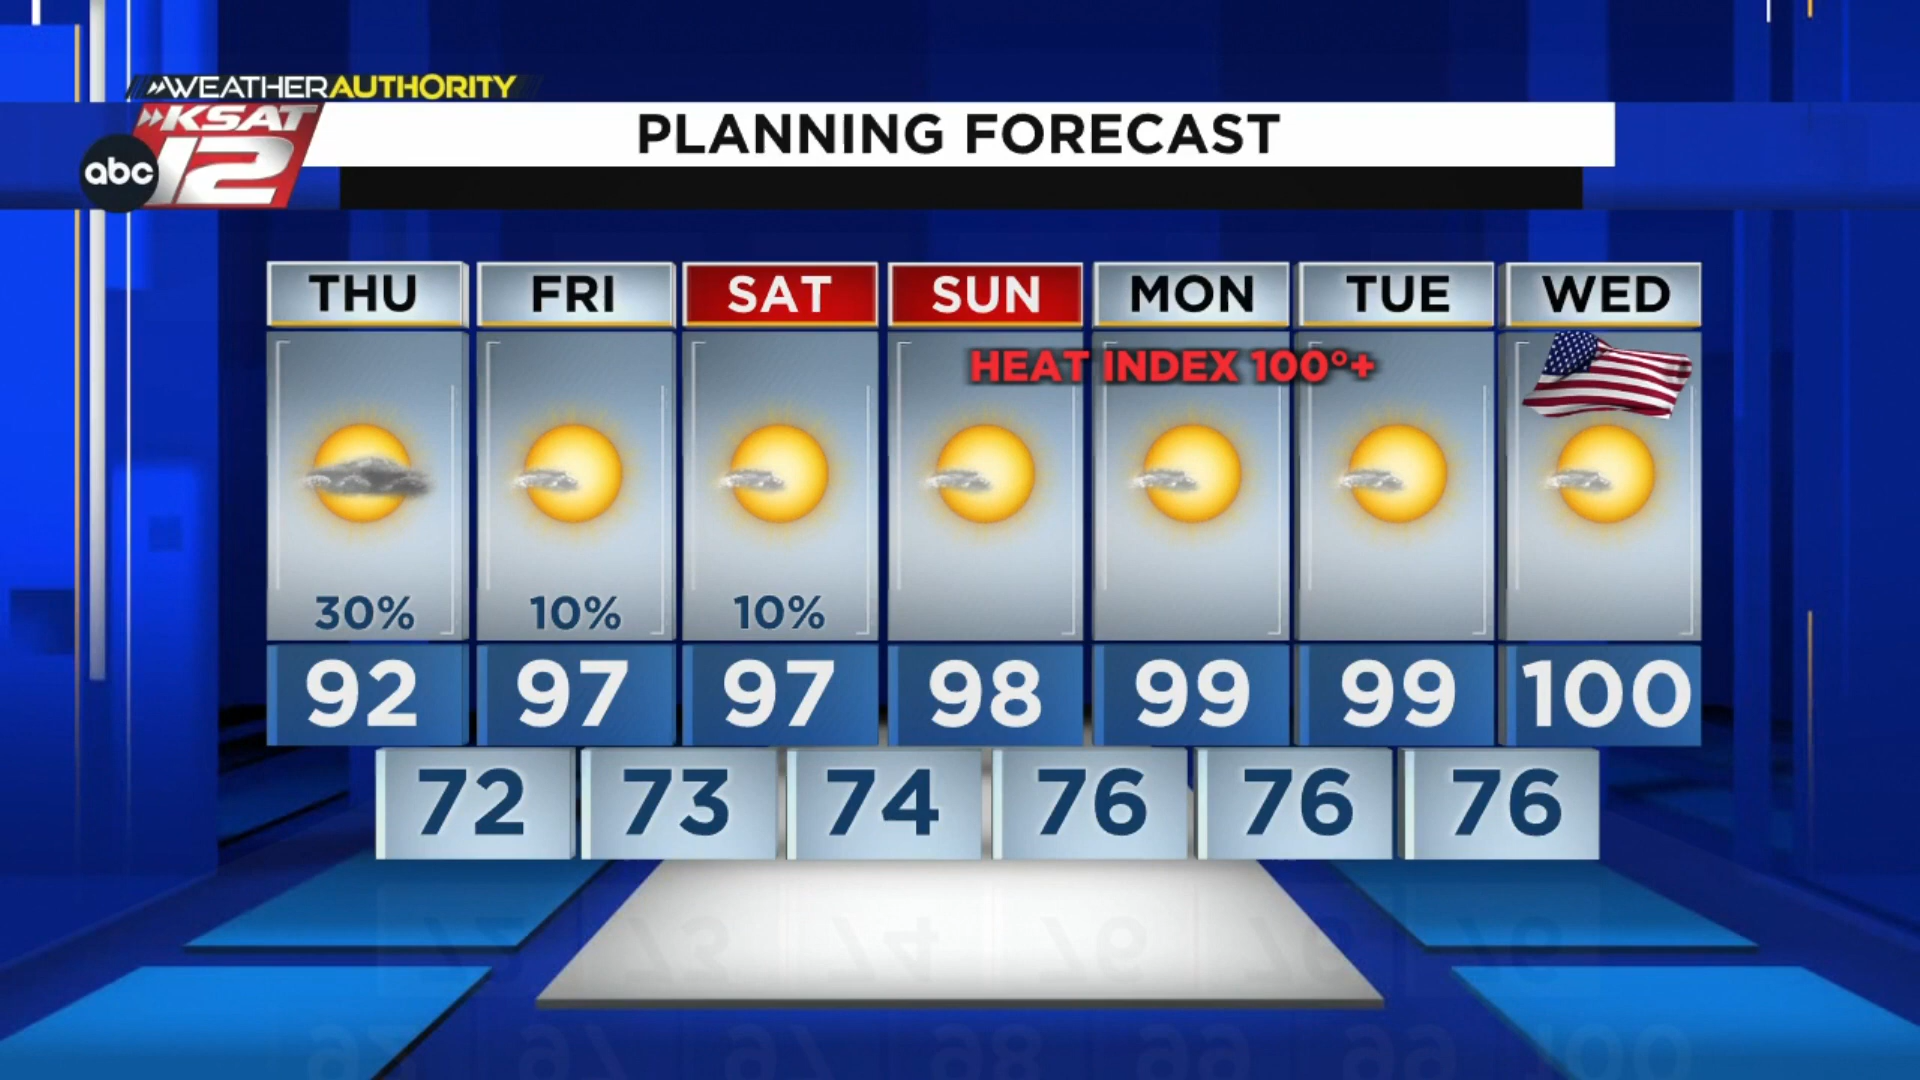 WEATHERAUTHORITY
KSAT
12
abc
PLANNING FORECAST
THU FRI SAT SUN MON TUE WED
HEAT INDEX 100°+
30% 10% 10%
92 97 97 98 99 99 100
72 73 74 76 76 76